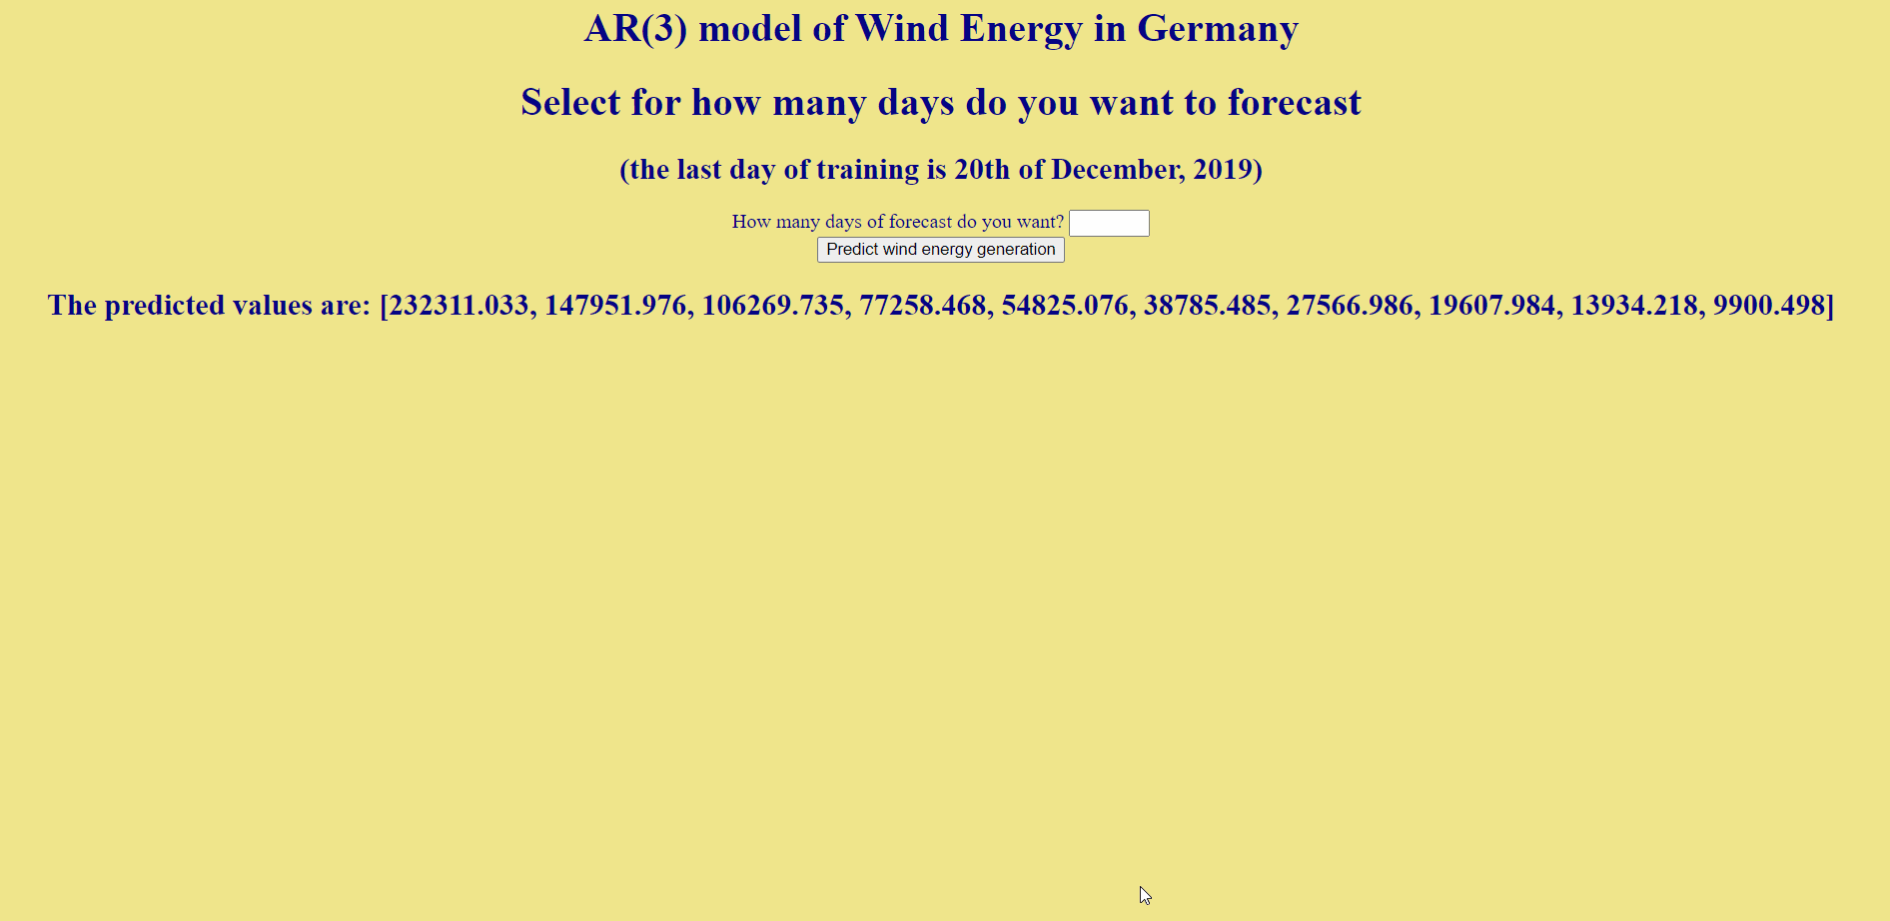 AR(3) model of Wind Energy in Germany
Select for how many days do you want to forecast
(the last day of training is 20th of December, 2019)
How many days of forecast do you want?
Predict wind energy generation
The predicted values are: [232311.033, 147951.976, 106269.735, 77258.468, 54825.076, 38785.485, 27566.986, 19607.984, 13934.218, 9900.498]